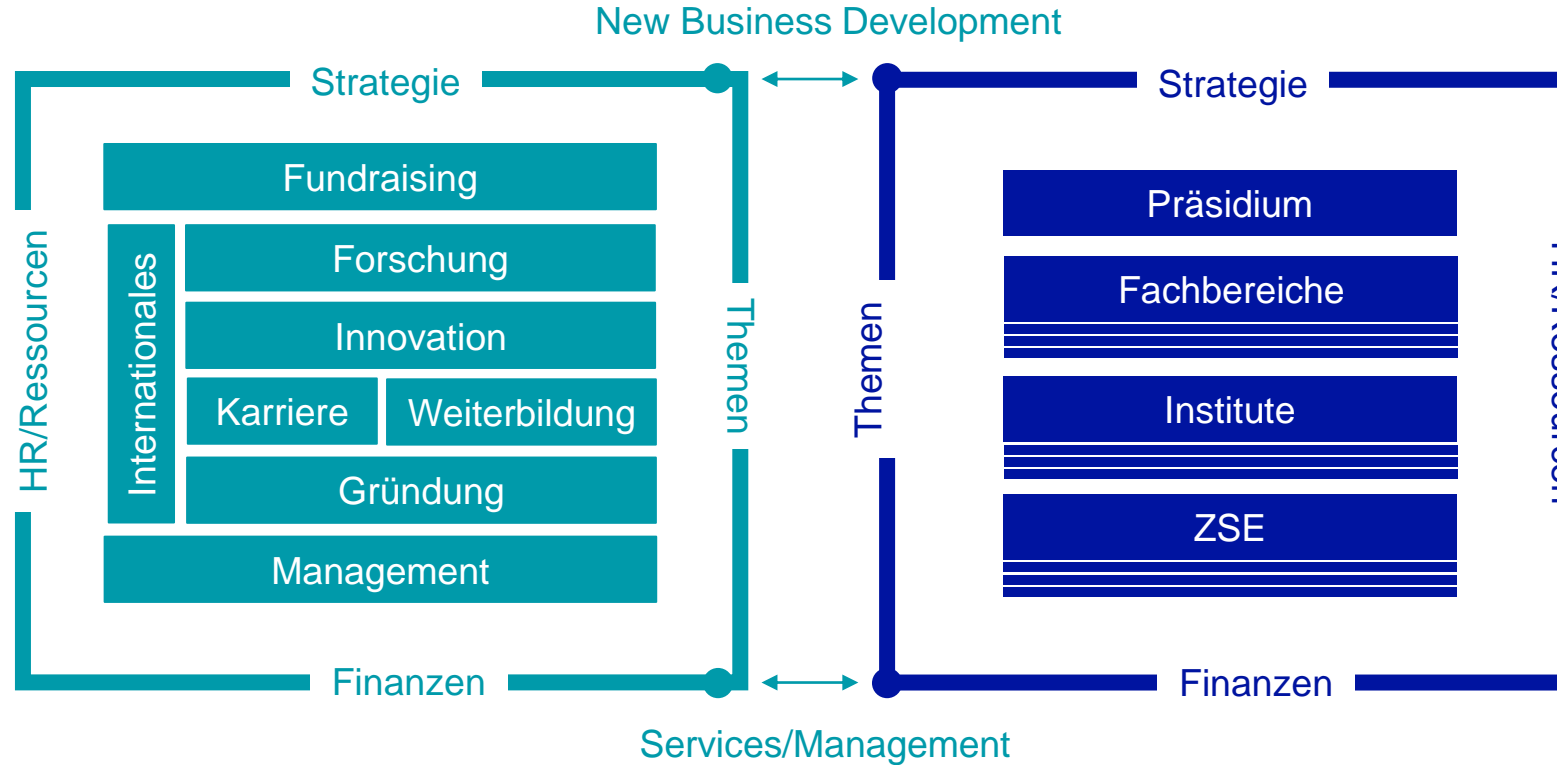 New Business Development
Strategie
Fundraising
Internationales
Forschung
Innovation
Karriere
Weiterbildung
Gründung
Management
HR/Ressourcen
Themen
Finanzen
Strategie
Themen
Präsidium
Fachbereiche
Institute
ZSE
Finanzen
Services/Management